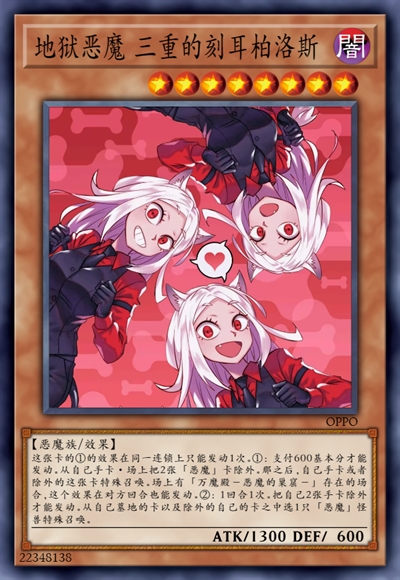 地狱恶魔 三重的刻耳柏洛斯
闇
OPPO
【恶魔族/效果】
这张卡的①的效果在同一连锁上只能发动1次。①：支付600基本分才能
发动。从自己手卡·场上把2张「恶魔」卡除外。那之后，自己手卡或者
除外的这张卡特殊召唤。场上有「万魔殿－恶魔的巢窟－」存在的场
合，这个效果在对方回合也能发动。②：1回合1次。把自己2张手卡除外
才能发动。从自己墓地的卡以及除外的自己的卡之中选1只「恶魔」怪
兽特殊召唤。
ATK/1300 DEF/ 600
22348138